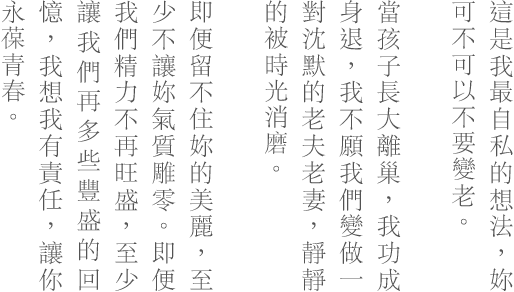 這是我最自私的想法，妳
可不可以不要變老。
當孩子長大離巢，我功成
身退，我不願我們變做一
對沈默的老夫老妻，靜靜
的被時光消磨。
即便留不住妳的美麗，至
少不讓妳氣質雕零。即便
我們精力不再旺盛，至少
讓我們再多些豐盛的回
憶，我想我有責任，讓你
永葆青春。